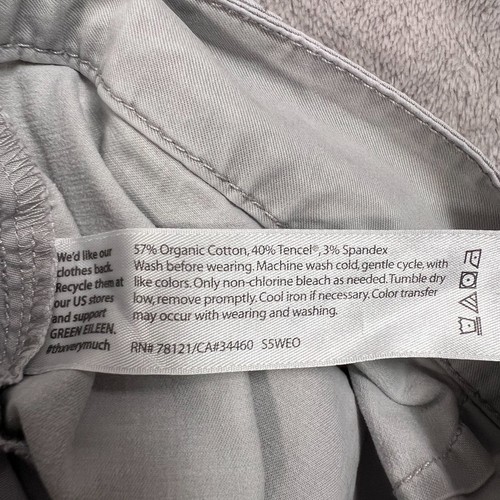 We'd like our
clothes back.
Recycle them at
our US stores
and support
GREEN EILEEN.
#thxverymuch
57% Organic Cotton, 40% Tencel®, 3% Spandex
Wash before wearing. Machine wash cold, gentle cycle, with
like colors. Only non-chlorine bleach as needed. Tumble dry
low, remove promptly. Cool iron if necessary. Color transfer
may occur with wearing and washing.
RN# 78121/CA#34460 S5WEO